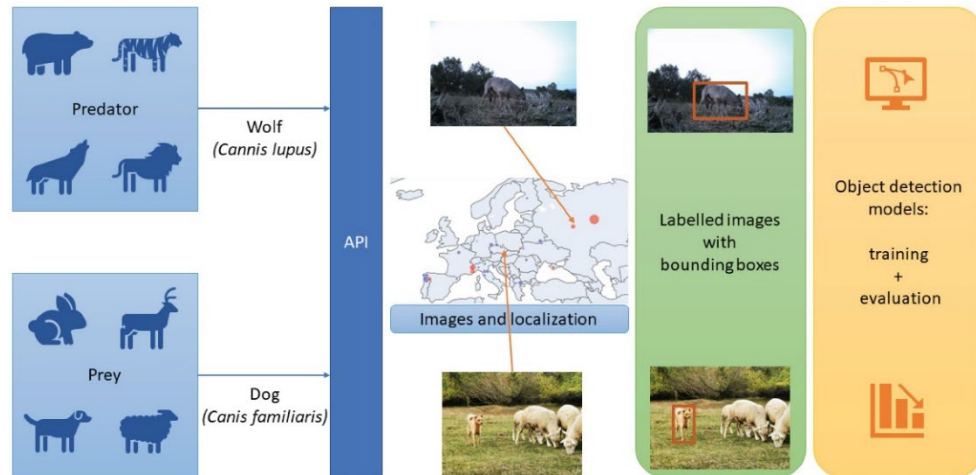 Predator
Wolf
(Cannis lupus)
API
Prey
Dog
(Canis familiaris)
Images and localization
Labelled images
with
bounding boxes
Object detection
models:
training
+
evaluation